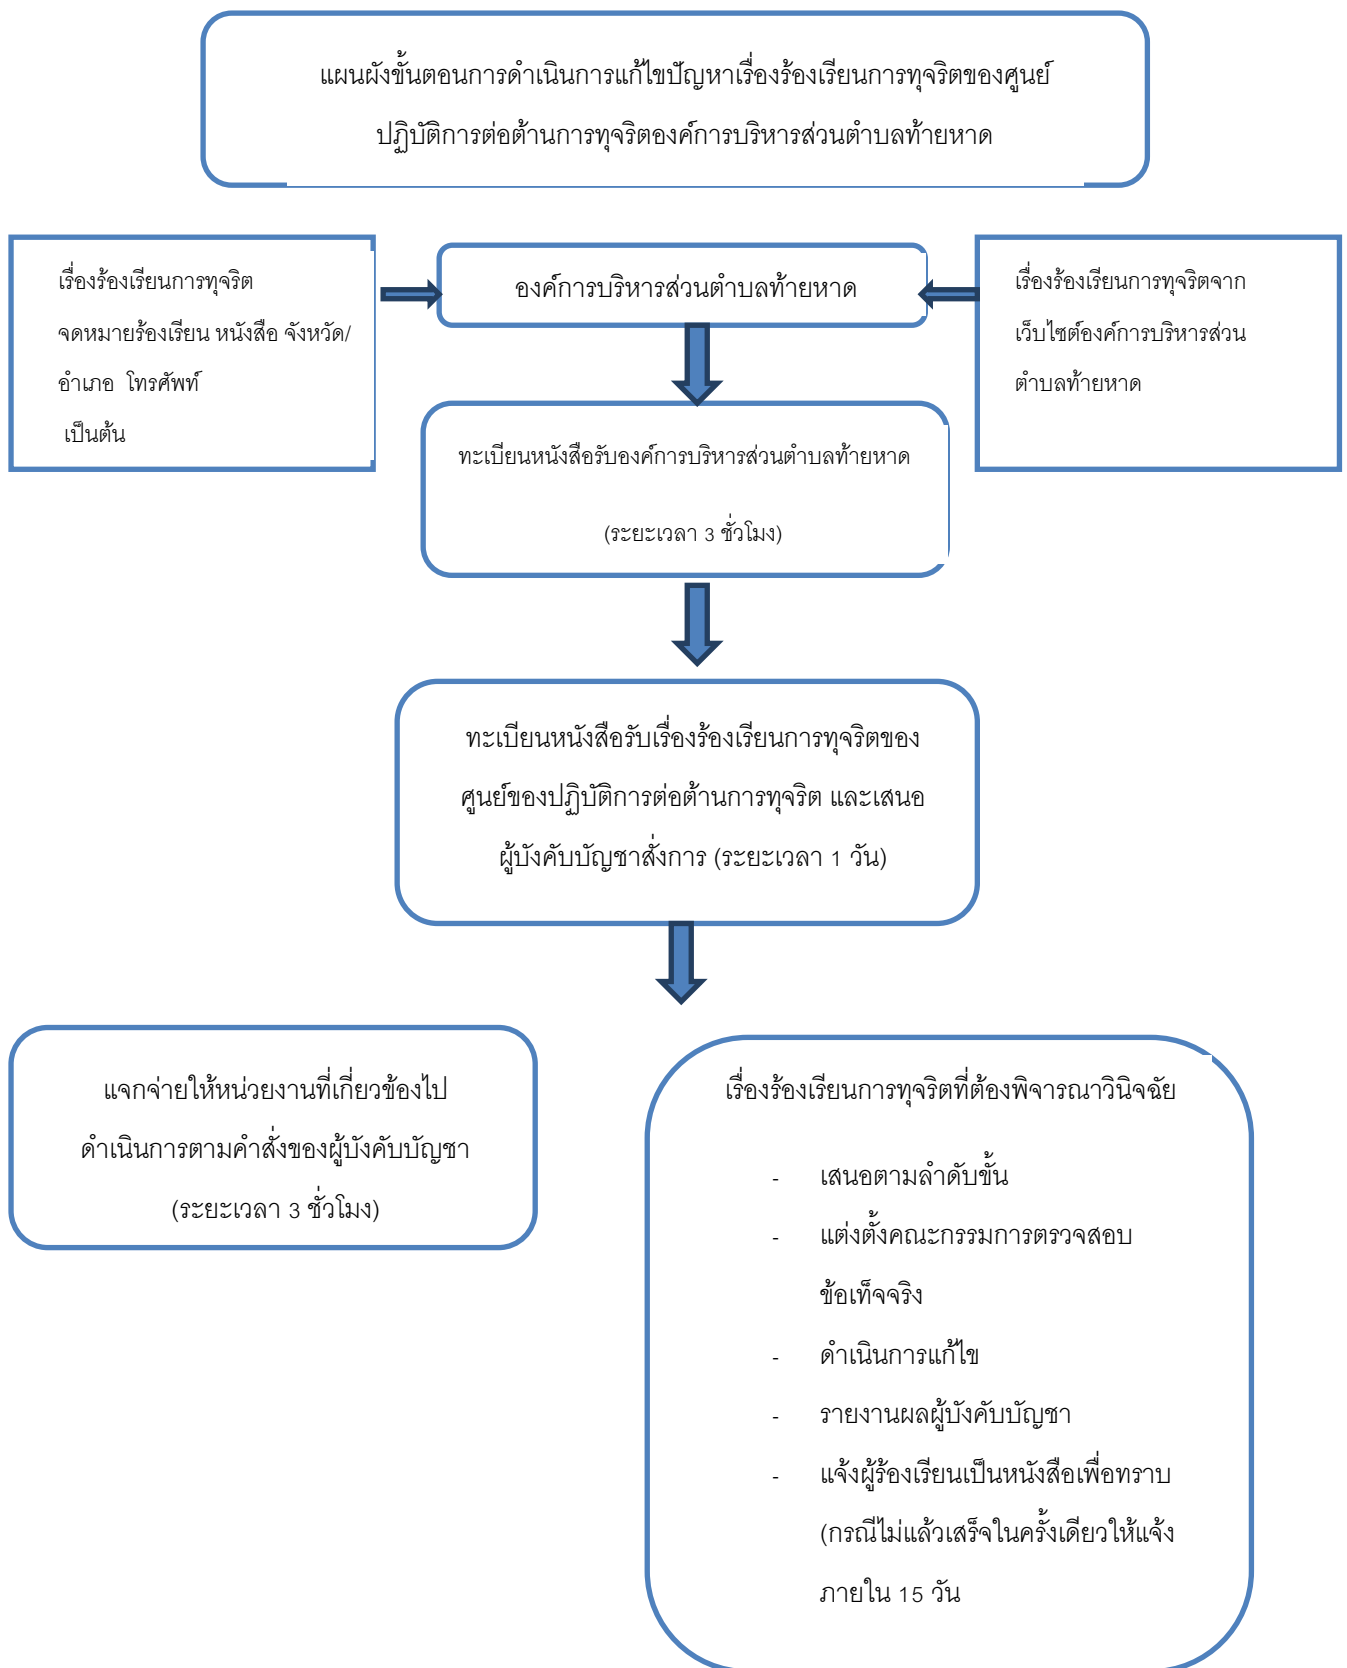 แผนผังขั้นตอนการดำเนินการแก้ไขปัญหาเรื่องร้องเรียนการทุจริตของศูนย์
ปฏิบัติการต่อต้านการทุจริตองค์การบริหารส่วนตำบลท้ายหาด
เรื่องร้องเรียนการทุจริต
จดหมายร้องเรียน หนังสือ จังหวัด/
อำเภอ โทรศัพท์
เป็นต้น
องค์การบริหารส่วนตำบลท้ายหาด
เรื่องร้องเรียนการทุจริตจาก
เว็บไซต์องค์การบริหารส่วน
ตำบลท้ายหาด
ทะเบียนหนังสือรับองค์การบริหารส่วนตำบลท้ายหาด
(ระยะเวลา 3 ชั่วโมง)
ทะเบียนหนังสือรับเรื่องร้องเรียนการทุจริตของ
ศูนย์ของปฏิบัติการต่อต้านการทุจริต และเสนอ
ผู้บังคับบัญชาสั่งการ (ระยะเวลา 1 วัน)
แจกจ่ายให้หน่วยงานที่เกี่ยวข้องไป
ดำเนินการตามคำสั่งของผู้บังคับบัญชา
(ระยะเวลา 3 ชั่วโมง)
เรื่องร้องเรียนการทุจริตที่ต้องพิจารณาวินิจฉัย
- เสนอตามลำดับขั้น
- แต่งตั้งคณะกรรมการตรวจสอบ
ข้อเท็จจริง
- ดำเนินการแก้ไข
- รายงานผลผู้บังคับบัญชา
- แจ้งผู้ร้องเรียนเป็นหนังสือเพื่อทราบ
(กรณีไม่แล้วเสร็จในครั้งเดียวให้แจ้ง
ภายใน 15 วัน